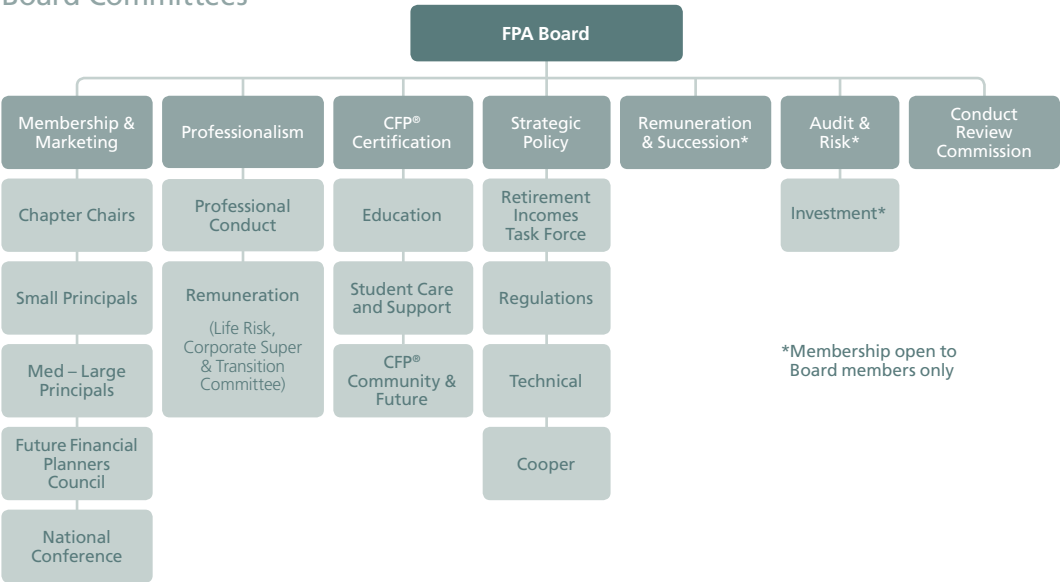 Board Committees
FPA Board
Membership &
Marketing
Professionalism
CFP®
Certification
Strategic
Policy
Remuneration
& Succession*
Audit &
Risk*
Conduct
Review
Commission
Chapter Chairs
Small Principals
Med – Large
Principals
Future Financial
Planners
Council
National
Conference
Professional
Conduct
Remuneration
(Life Risk,
Corporate Super
& Transition
Committee)
Education
Student Care
and Support
CFP®
Community &
Future
Retirement
Incomes
Task Force
Regulations
Technical
Cooper
Investment*
*Membership open to
Board members only